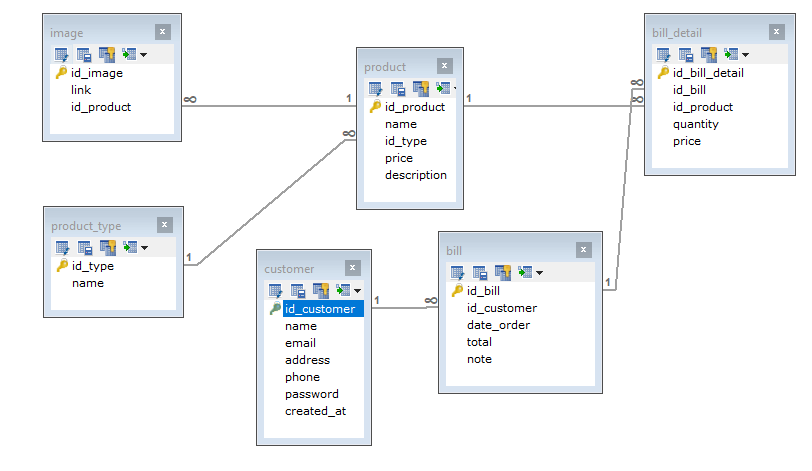 image
id_image
link
id_product
product
id_product
name
id_type
price
description
bill_detail
id_bill_detail
id_bill
id_product
quantity
price
product_type
id_type
name
customer
id_customer
name
email
address
phone
password
created_at
bill
id_bill
id_customer
date_order
total
note
∞
1
1
∞
∞
∞
1
1
∞
1